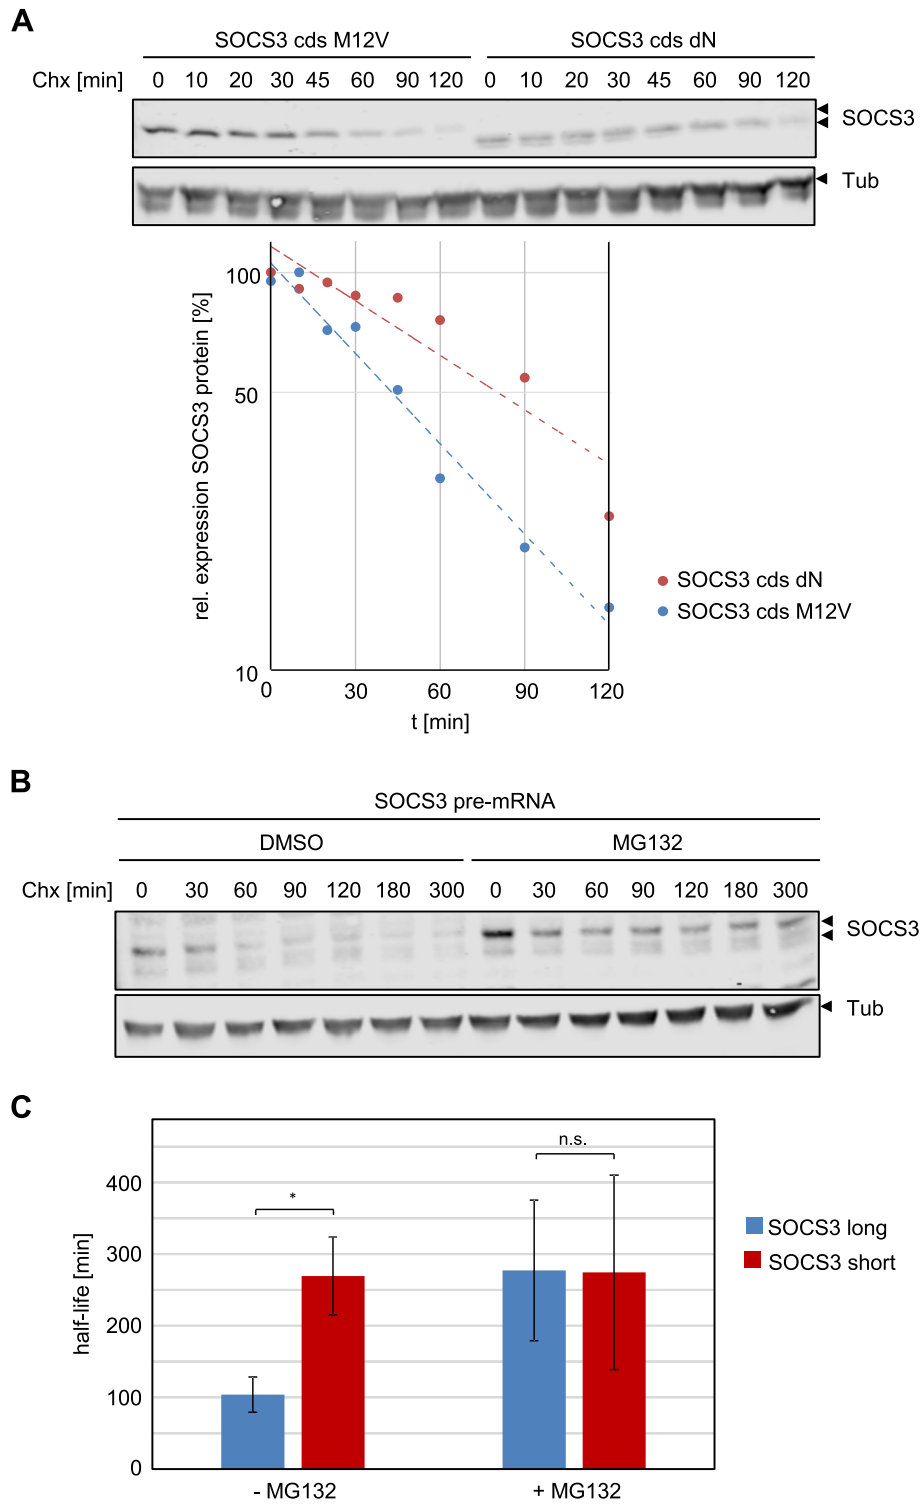 A
SOCS3 cds M12V SOCS3 cds dN
Chx [min] 0 10 20 30 45 60 90 120 0 10 20 30 45 60 90 120
SOCS3
Tub
rel. expression SOCS3 protein [%]
100
50
10
0 30 60 90 120
t [min]
SOCS3 cds dN
SOCS3 cds M12V
B
SOCS3 pre-mRNA
DMSO MG132
Chx [min] 0 30 60 90 120 180 300 0 30 60 90 120 180 300
SOCS3
Tub
C
half-life [min]
400
300
200
100
0
*
n.s.
- MG132 + MG132
SOCS3 long
SOCS3 short